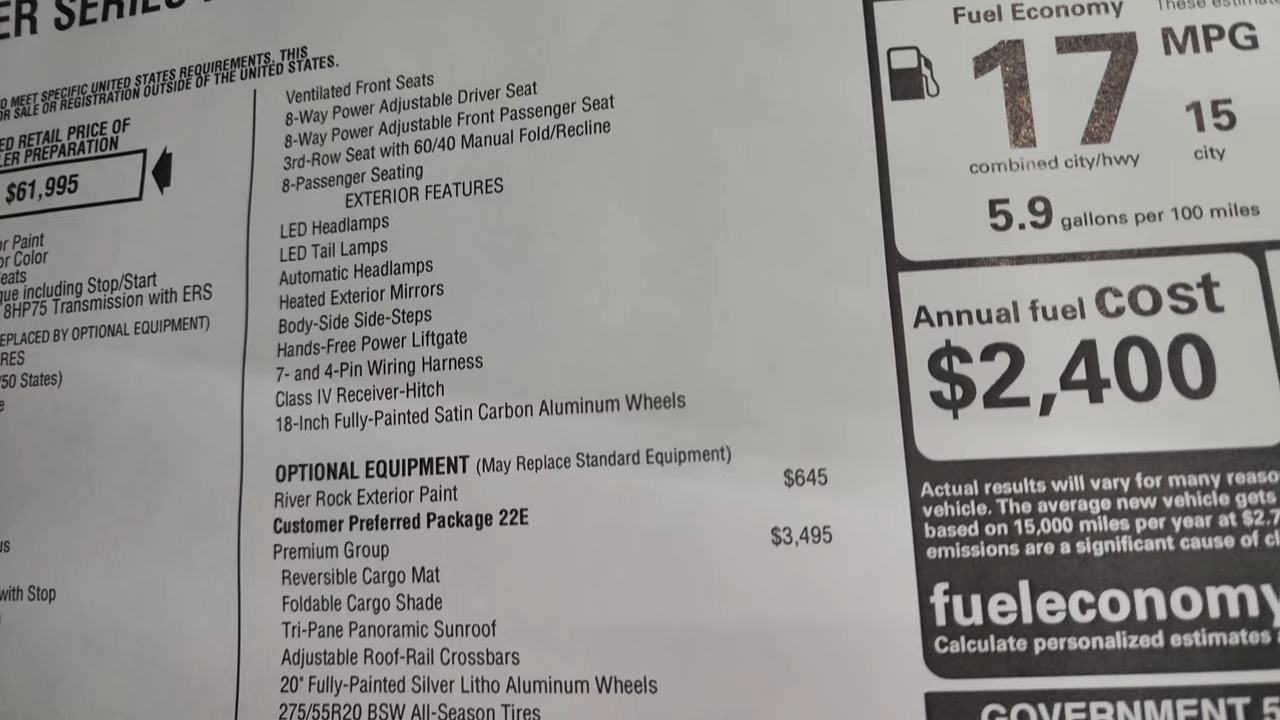 ER SERIES
O MEET SPECIFIC UNITED STATES REQUIREMENTS. THIS
OR SALE OR REGISTRATION OUTSIDE OF THE UNITED STATES.
ED RETAIL PRICE OF
LER PREPARATION
$61,995
or Paint
or Color
eats
que including Stop/Start
8HP75 Transmission with ERS
EPLACED BY OPTIONAL EQUIPMENT)
RES
50 States)
e
us
with Stop
Ventilated Front Seats
8-Way Power Adjustable Driver Seat
8-Way Power Adjustable Front Passenger Seat
3rd-Row Seat with 60/40 Manual Fold/Recline
8-Passenger Seating
EXTERIOR FEATURES
LED Headlamps
LED Tail Lamps
Automatic Headlamps
Heated Exterior Mirrors
Body-Side Side-Steps
Hands-Free Power Liftgate
7- and 4-Pin Wiring Harness
Class IV Receiver-Hitch
18-Inch Fully-Painted Satin Carbon Aluminum Wheels
OPTIONAL EQUIPMENT (May Replace Standard Equipment)
River Rock Exterior Paint $645
Customer Preferred Package 22E
Premium Group $3,495
Reversible Cargo Mat
Foldable Cargo Shade
Tri-Pane Panoramic Sunroof
Adjustable Roof-Rail Crossbars
20" Fully-Painted Silver Litho Aluminum Wheels
275/55R20 BSW All-Season Tires
Fuel Economy
These estima
17 MPG
15
combined city/hwy city
5.9 gallons per 100 miles
Annual fuel cost
$2,400
Actual results will vary for many reaso
vehicle. The average new vehicle gets
based on 15,000 miles per year at $2.7
emissions are a significant cause of cl
fueleconomy
Calculate personalized estimates
GOVERNMENT 5